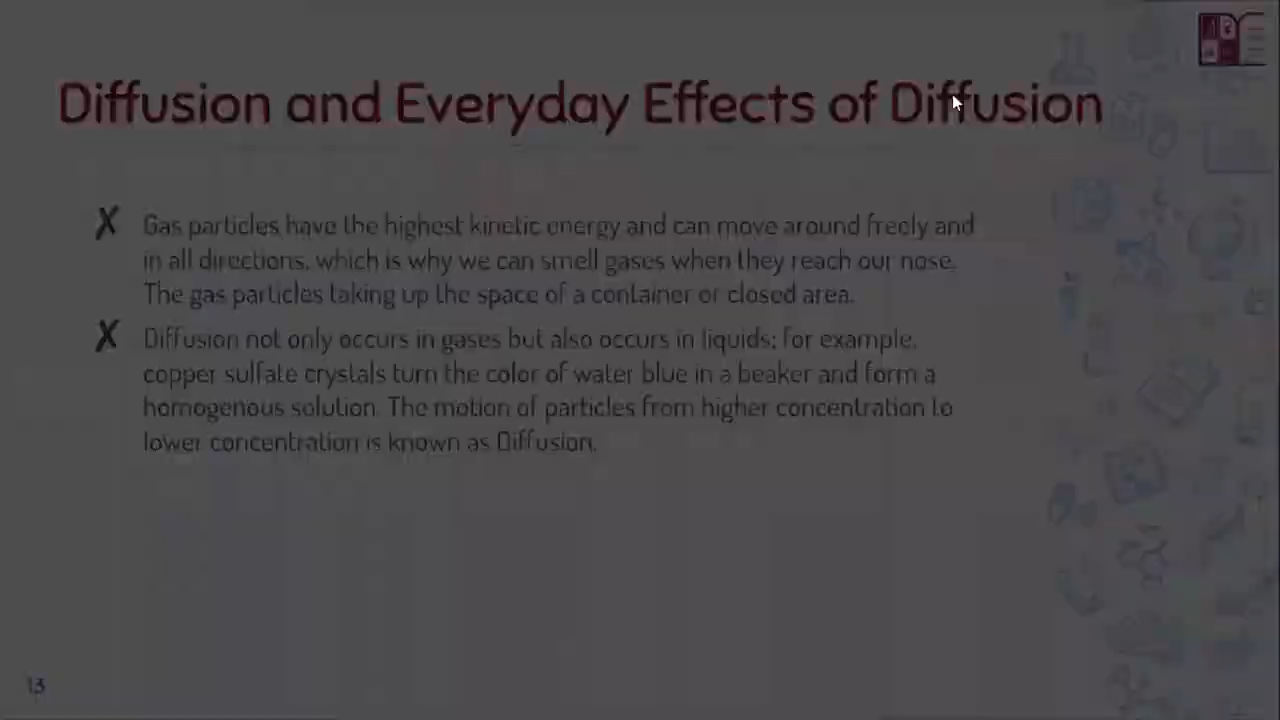 Diffusion and Everyday Effects of Diffusion
✗ Gas particles have the highest kinetic energy and can move around freely and
in all directions, which is why we can smell gases when they reach our nose.
The gas particles taking up the space of a container or closed area.
✗ Diffusion not only occurs in gases but also occurs in liquids; for example,
copper sulfate crystals turn the color of water blue in a beaker and form a
homogenous solution. The motion of particles from higher concentration to
lower concentration is known as Diffusion.
13